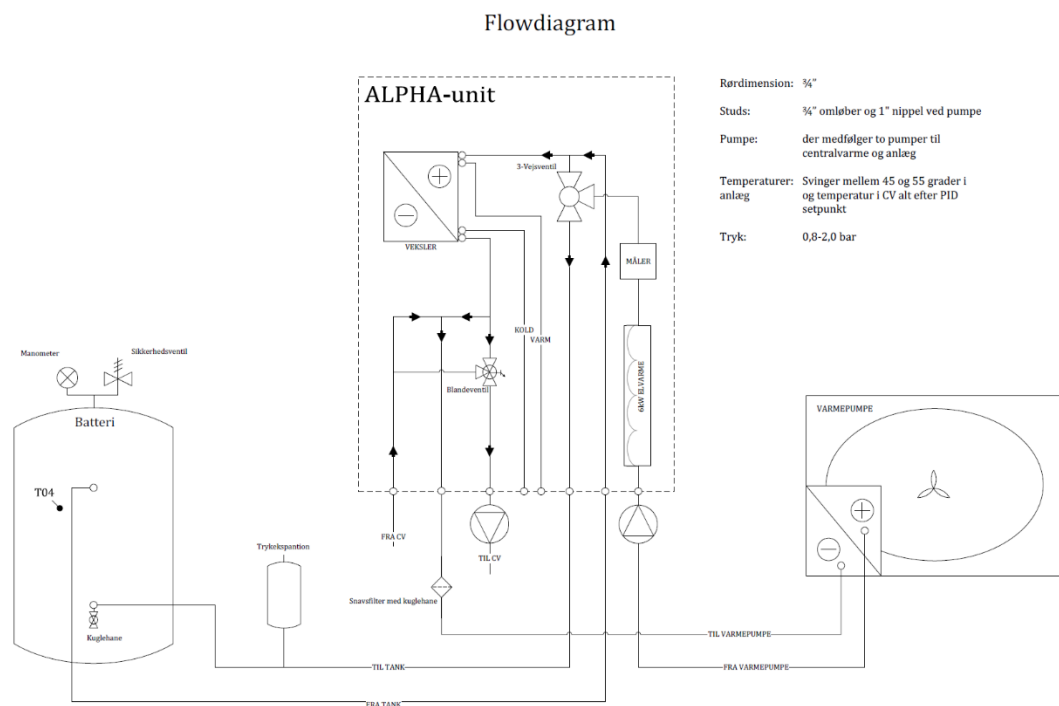 Flowdiagram
ALPHA-unit
Rørdimension: ¾"
Studs: ¾" omløber og 1" nippel ved pumpe
Pumpe: der medfølger to pumper til
centralvarme og anlæg
Temperaturer: Svinger mellem 45 og 55 grader i
anlæg og temperatur i CV alt efter PID
setpunkt
Tryk: 0,8-2,0 bar
3-Vejsventil
VEKSLER
MÅLER
KOLD
VARM
6kW ELVARME
Blandeventil
Manometer
Sikkerhedsventil
Batteri
T04
Kuglehane
Trykekspantion
FRA CV
TIL CV
Snavsfilter med kuglehane
VARMEPUMPE
TIL VARMEPUMPE
FRA VARMEPUMPE
TIL TANK
FRA TANK